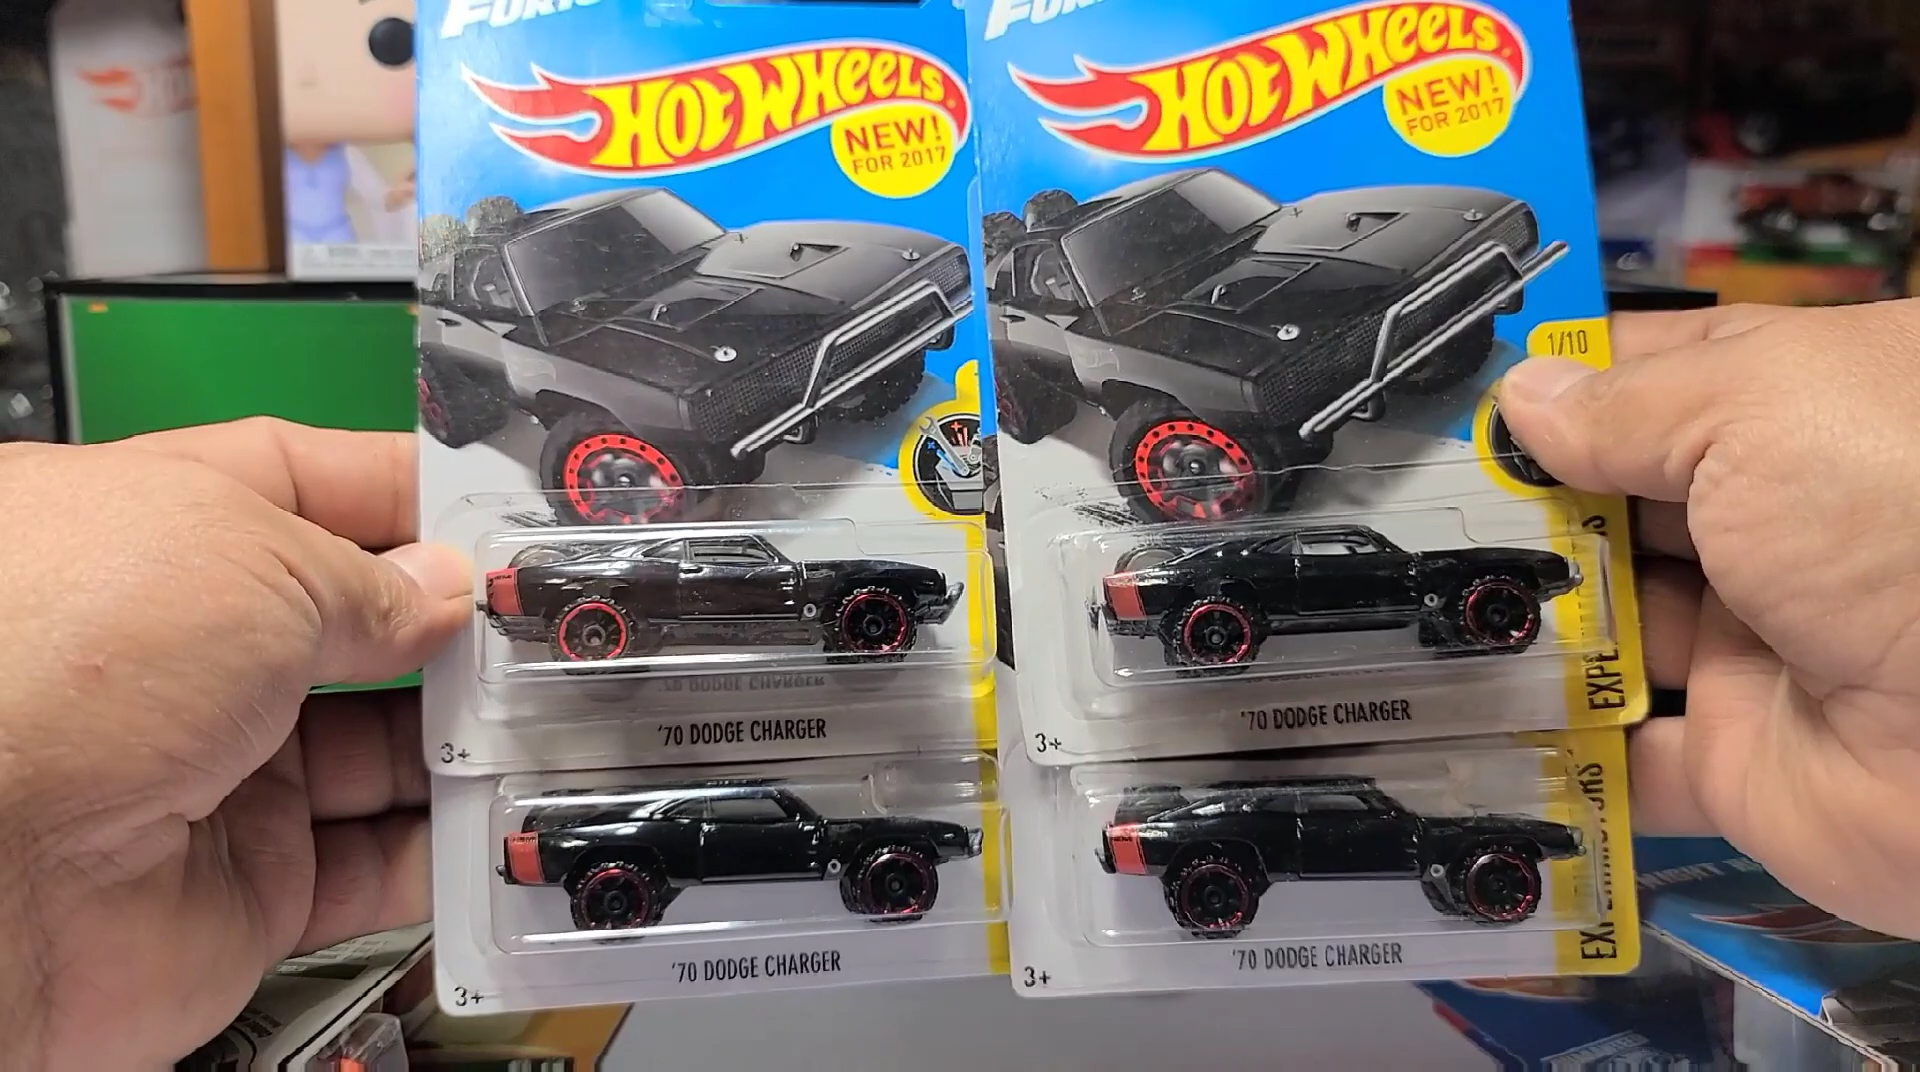 HOT WHEELS
NEW!
FOR 2017
HOT WHEELS
NEW!
FOR 2017
1/10
'70 DODGE CHARGER
3+
'70 DODGE CHARGER
3+
'70 DODGE CHARGER
3+
'70 DODGE CHARGER
3+